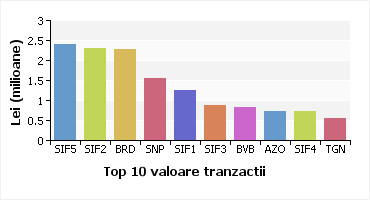 3
2.5
2
1.5
1
0.5
0
Lei (milioane)
SIF5 SIF2 BRD SNP SIF1 SIF3 BVB AZO SIF4 TGN
Top 10 valoare tranzactii